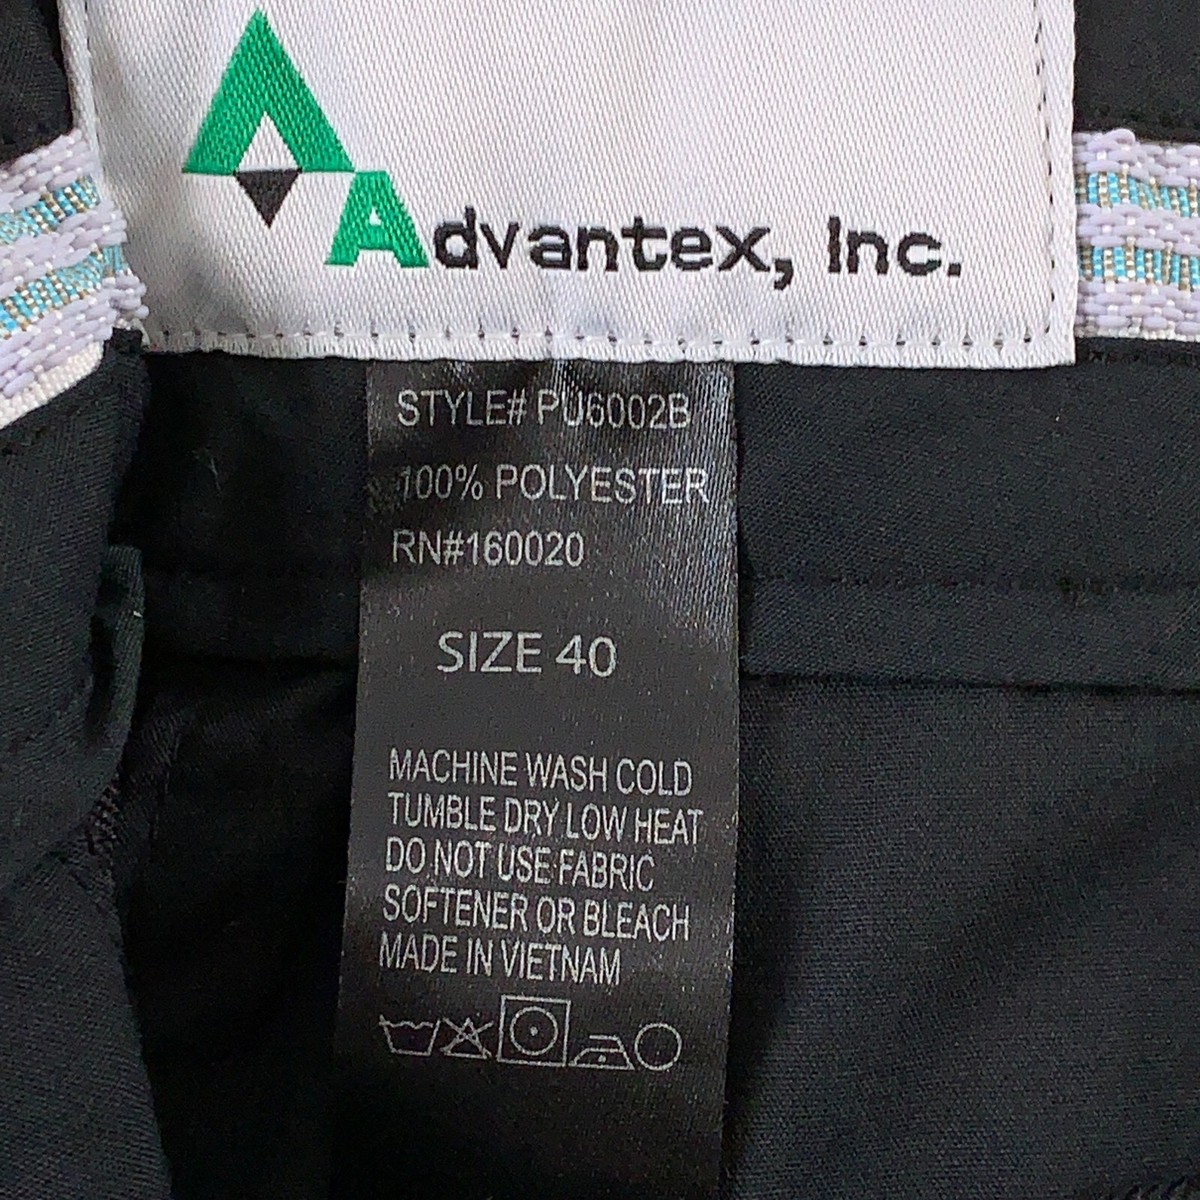 Advantex, Inc.
STYLE# PU6002B
100% POLYESTER
RN#160020
SIZE 40
MACHINE WASH COLD
TUMBLE DRY LOW HEAT
DO NOT USE FABRIC
SOFTENER OR BLEACH
MADE IN VIETNAM